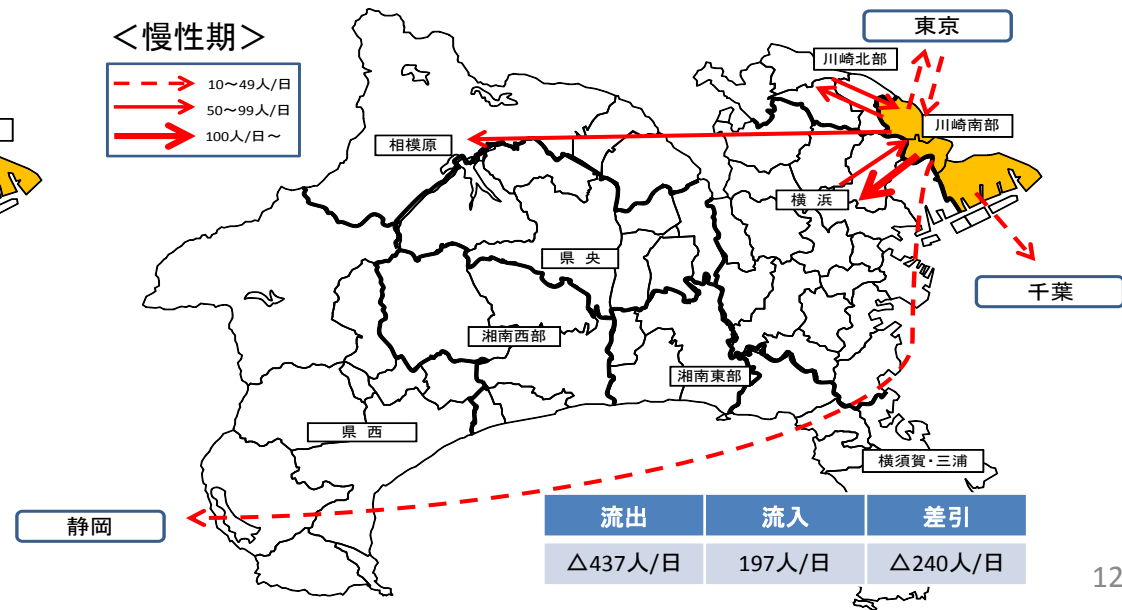 ＜慢性期＞
10～49人/日
50～99人/日
100人/日～
東京
川崎北部
川崎南部
相模原
横 浜
県 央
千葉
湘南西部
湘南東部
県 西
横須賀・三浦
静岡
流出 流入 差引
△437人/日 197人/日 △240人/日
12